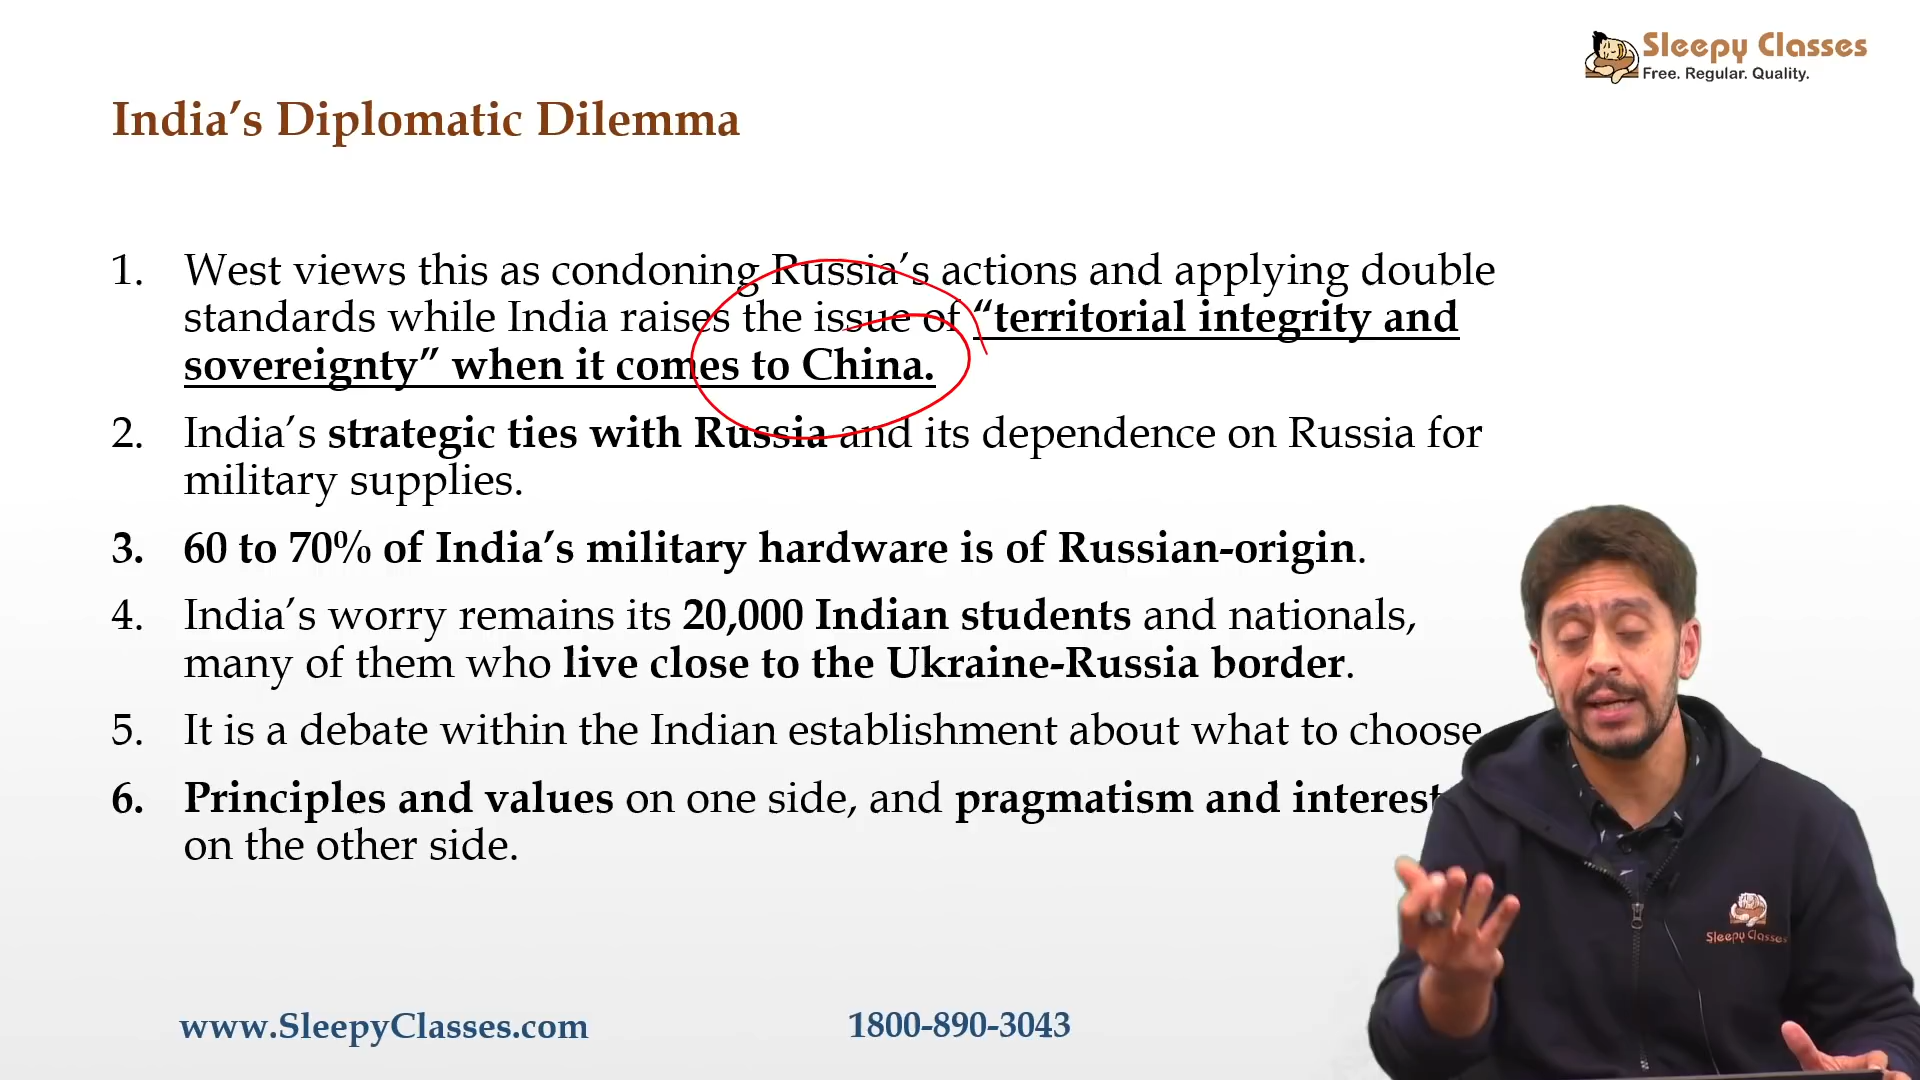 Sleepy Classes
Free. Regular. Quality.
India’s Diplomatic Dilemma
1. West views this as condoning Russia’s actions and applying double
standards while India raises the issue of “territorial integrity and
sovereignty” when it comes to China.
2. India’s strategic ties with Russia and its dependence on Russia for
military supplies.
3. 60 to 70% of India’s military hardware is of Russian-origin.
4. India’s worry remains its 20,000 Indian students and nationals,
many of them who live close to the Ukraine-Russia border.
5. It is a debate within the Indian establishment about what to choose
6. Principles and values on one side, and pragmatism and interest
on the other side.
Sleepy Classes
www.SleepyClasses.com
1800-890-3043